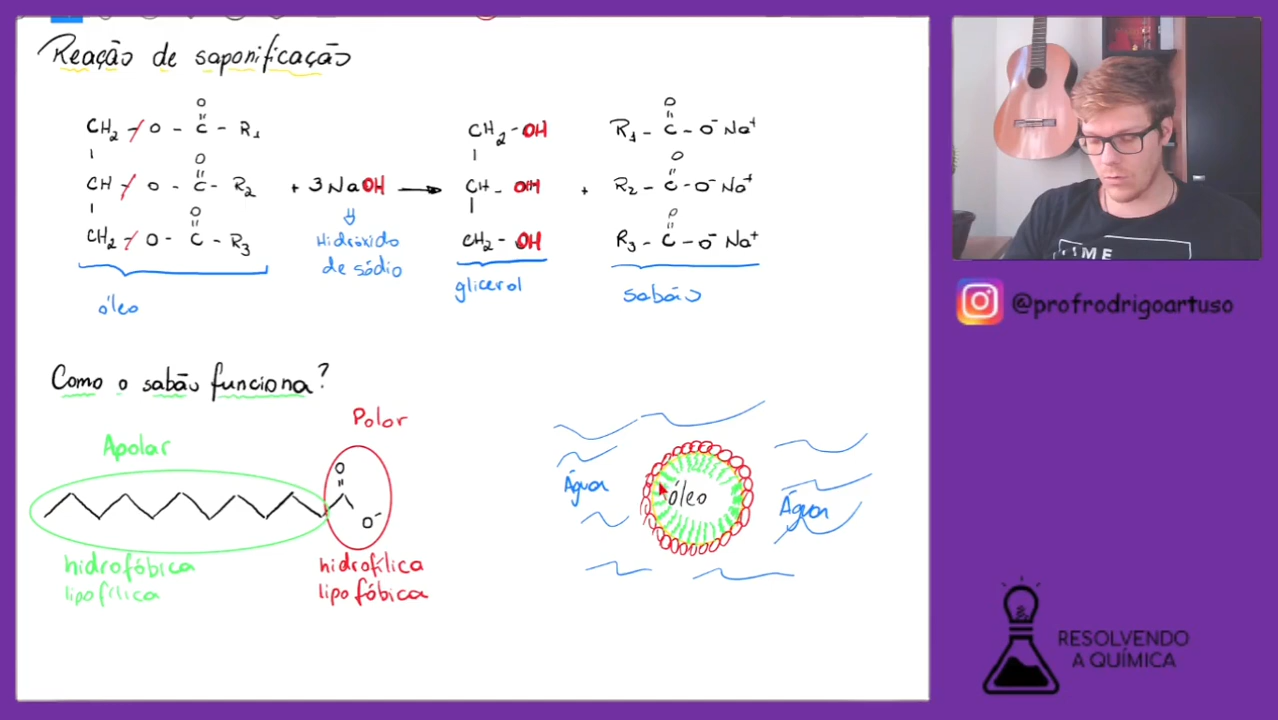 Reação de saponificação
CH2 - O - C - R1
O
CH - O - C - R2
O
CH2 - O - C - R3
O
+ 3 NaOH
Hidróxido
de sódio
CH2 - OH
CH - OH
CH2 - OH
+
R1 - C - O- Na+
O
R2 - C - O- Na+
O
R3 - C - O- Na+
O
óleo
glicerol
sabão
Como o sabão funciona?
Apolar
Polar
O
O-
hidrofóbica
lipofílica
hidrofílica
lipofóbica
Água
óleo
Água
IME
@profrodrigoartuso
RESOLVENDO
A QUÍMICA